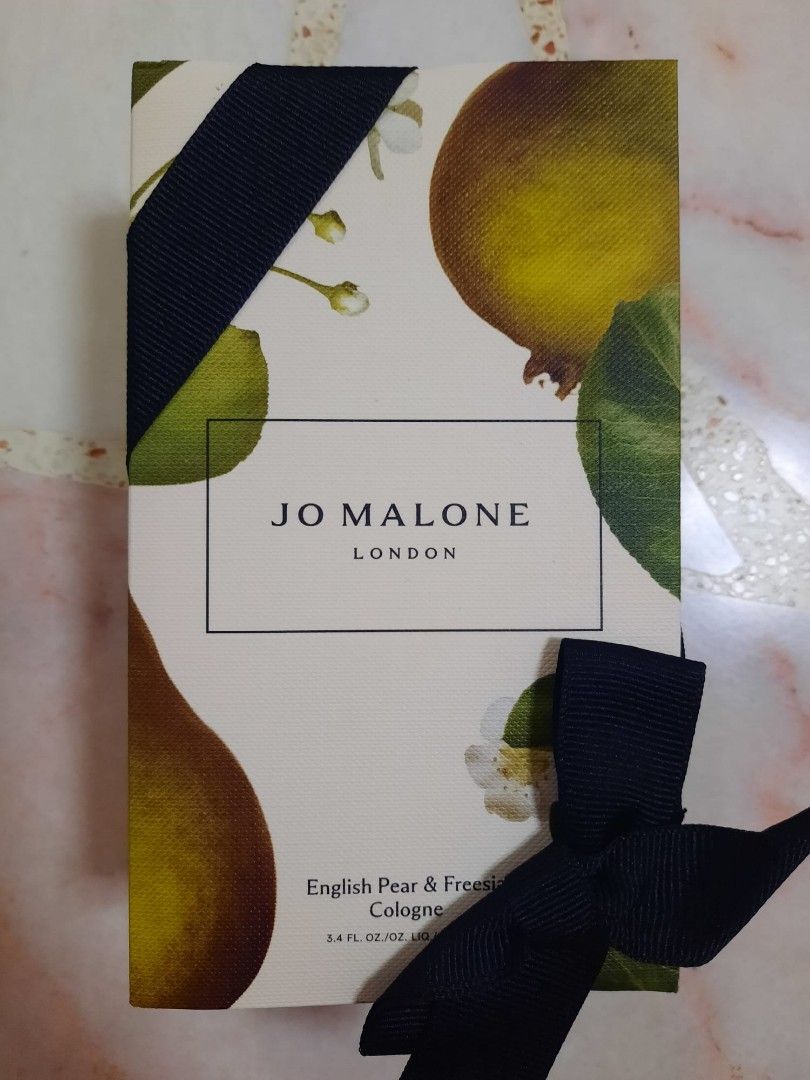 JO MALONE
LONDON
English Pear & Freesia
Cologne
3.4 FL. OZ./OZ. LIQ.